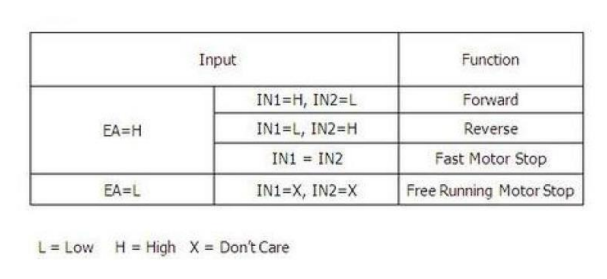 Input Function
EA=H
IN1=H, IN2=L Forward
IN1=L, IN2=H Reverse
IN1 = IN2 Fast Motor Stop
EA=L IN1=X, IN2=X Free Running Motor Stop
L = Low H = High X = Don't Care